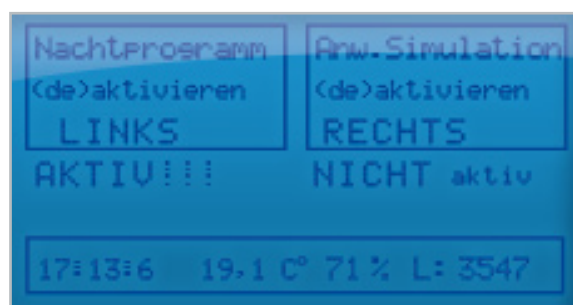 Nachtprogramm
(de)aktivieren
LINKS
AKTIV!!!
Anw.Simulation
(de)aktivieren
RECHTS
NICHT aktiv
17:13:6 19,1 C° 71 % L: 3547